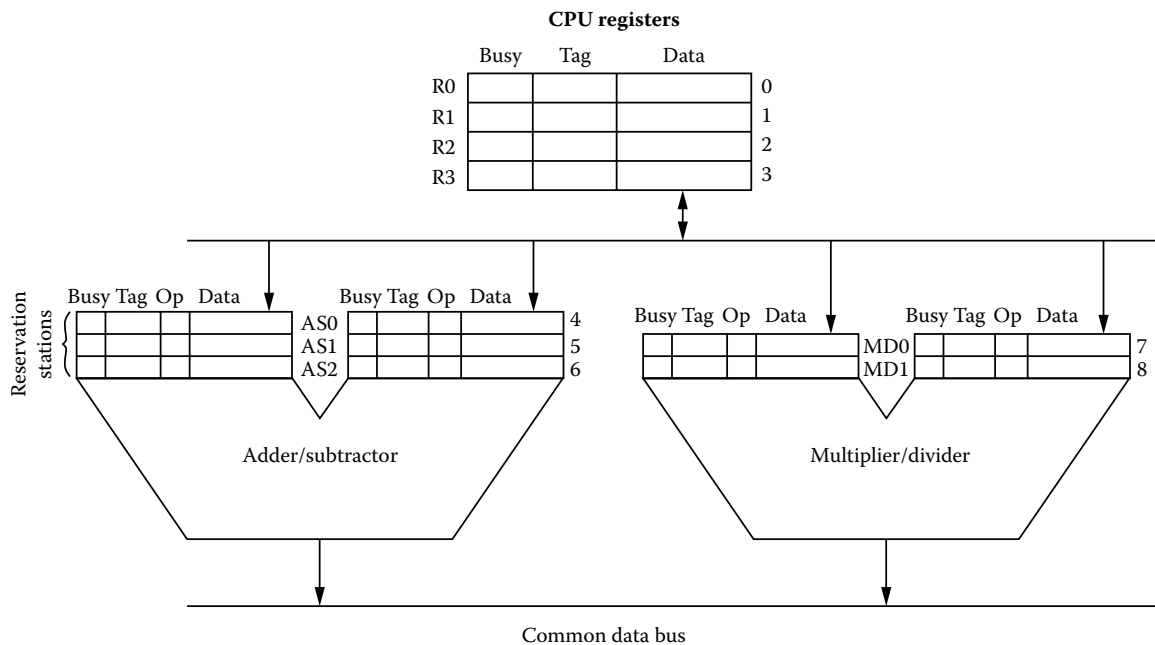 CPU registers
Busy Tag Data
R0 0
R1 1
R2 2
R3 3
Reservation stations
Busy Tag Op Data Busy Tag Op Data
AS0 4
AS1 5
AS2 6
Busy Tag Op Data Busy Tag Op Data
MD0 7
MD1 8
Adder/subtractor
Multiplier/divider
Common data bus